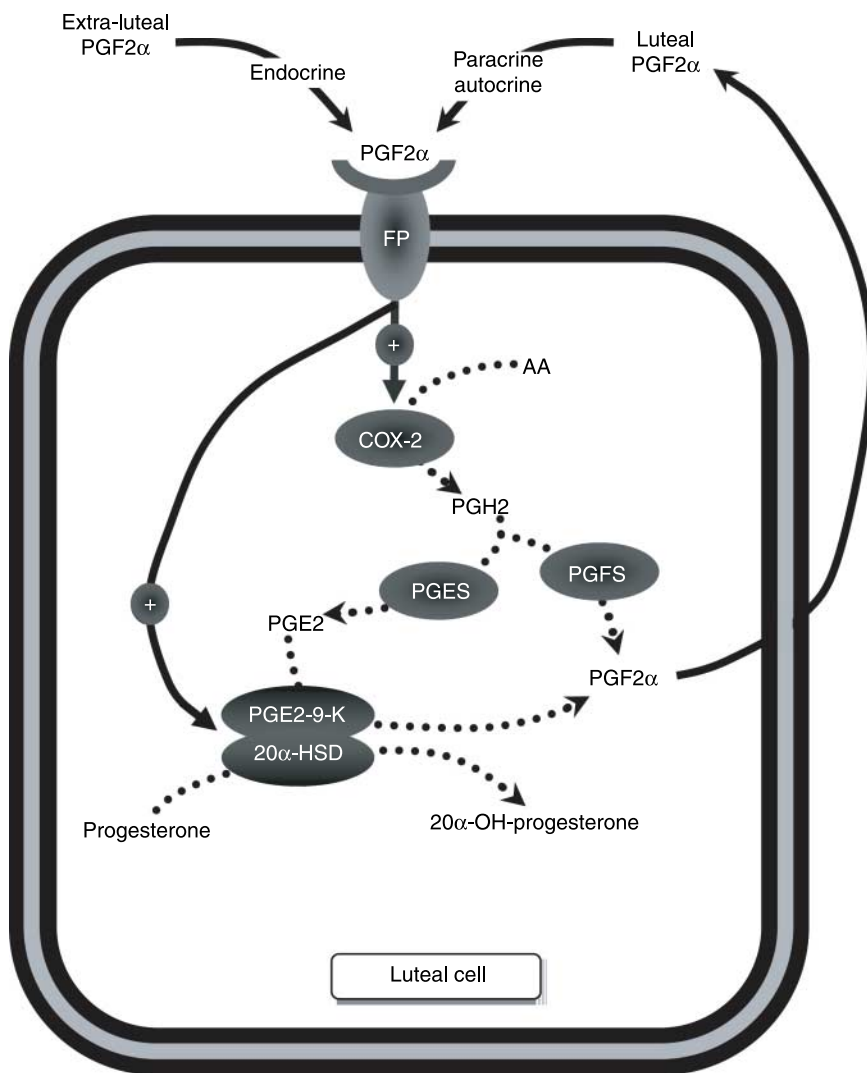 Extra-luteal
PGF2α
Endocrine
Paracrine
autocrine
Luteal
PGF2α
PGF2α
FP
+
AA
COX-2
PGH2
PGES
PGFS
+
PGE2
PGF2α
PGE2-9-K
20α-HSD
Progesterone
20α-OH-progesterone
Luteal cell